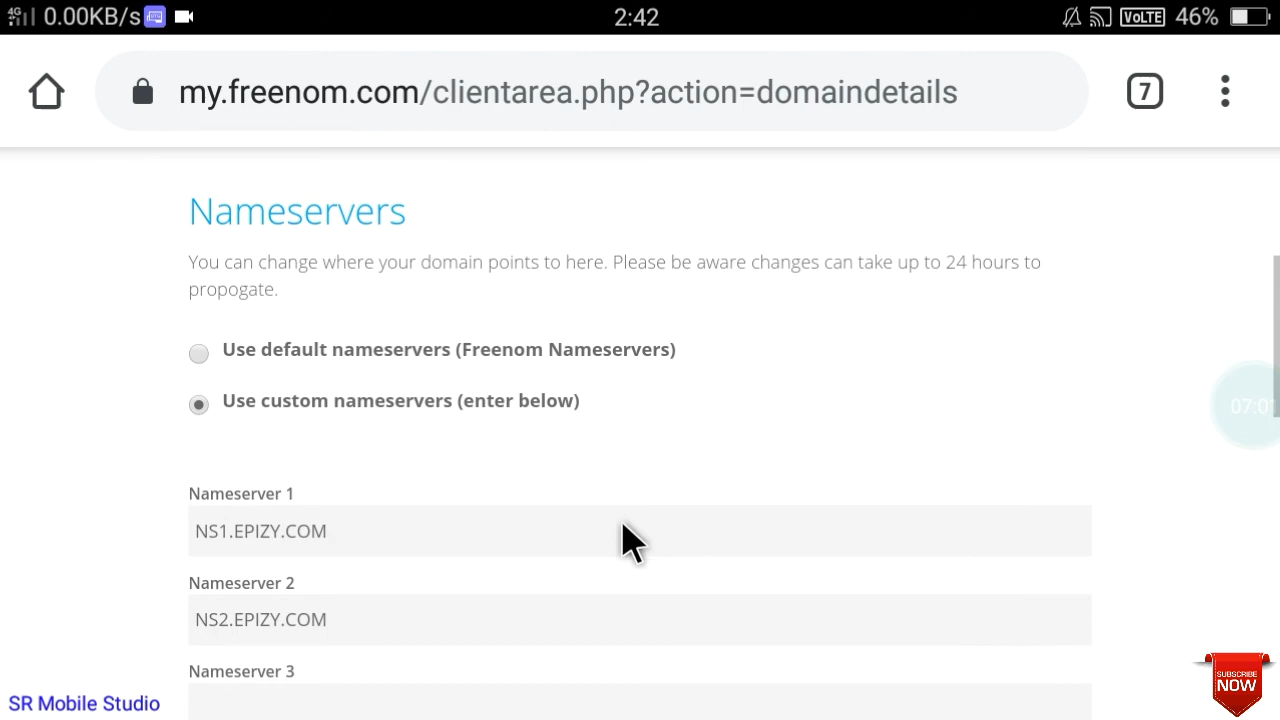 4G 0.00KB/s 2:42 VoLTE 46%
my.freenom.com/clientarea.php?action=domaindetails 7
Nameservers
You can change where your domain points to here. Please be aware changes can take up to 24 hours to
propogate.
Use default nameservers (Freenom Nameservers)
Use custom nameservers (enter below)
07:01
Nameserver 1
NS1.EPIZY.COM
Nameserver 2
NS2.EPIZY.COM
Nameserver 3
SUBSCRIBE
NOW
SR Mobile Studio